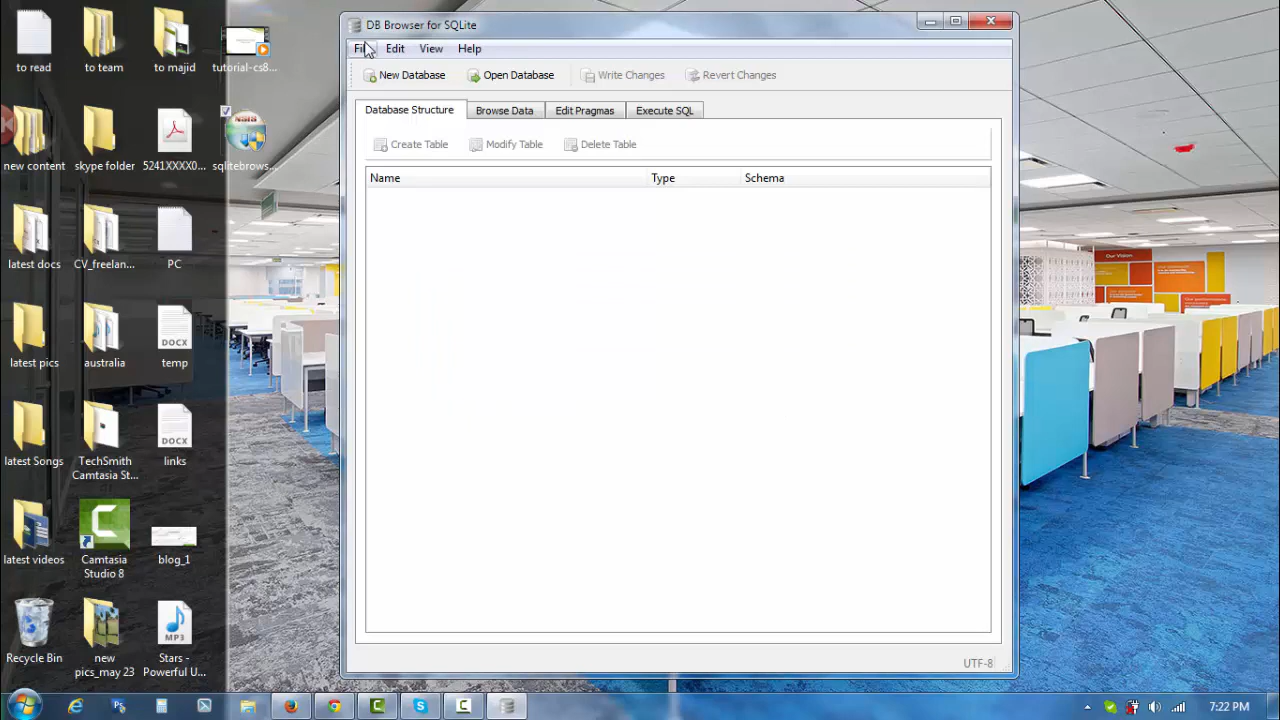 DB Browser for SQLite
Edit View Help
New Database Open Database Write Changes Revert Changes
Database Structure Browse Data Edit Pragmas Execute SQL
Create Table Modify Table Delete Table
Name Type Schema
UTF-8
to read
to team
to majid
tutorial-cs8...
new content
skype folder
5241XXX0...
sqlitebrows...
latest docs
CV_freelan...
PC
latest pics
australia
DOCX
temp
latest Songs
TechSmith
Camtasia St...
DOCX
links
latest videos
Camtasia
Studio 8
blog_1
Recycle Bin
new
pics_may 23
MP3
Stars -
Powerful U...
NSIS
Our Vision
7:22 PM